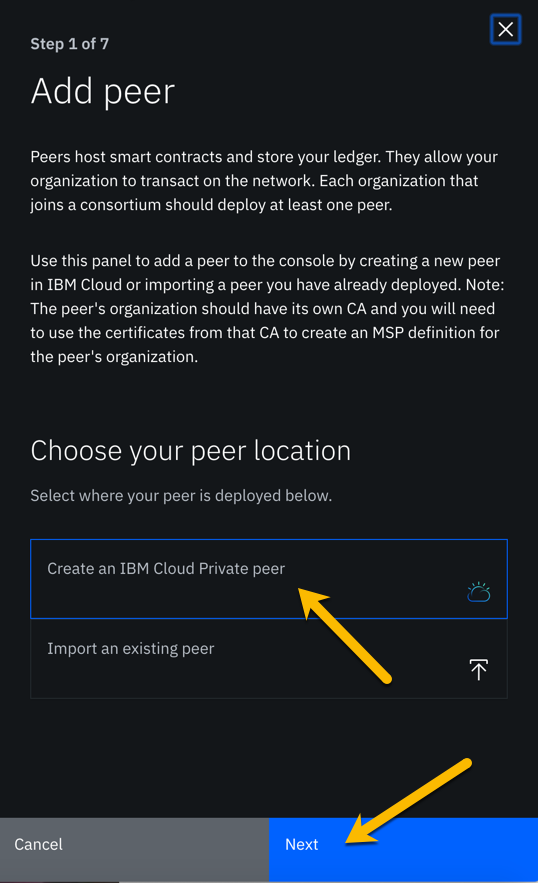 Step 1 of 7
Add peer
Peers host smart contracts and store your ledger. They allow your
organization to transact on the network. Each organization that
joins a consortium should deploy at least one peer.
Use this panel to add a peer to the console by creating a new peer
in IBM Cloud or importing a peer you have already deployed. Note:
The peer's organization should have its own CA and you will need
to use the certificates from that CA to create an MSP definition for
the peer's organization.
Choose your peer location
Select where your peer is deployed below.
Create an IBM Cloud Private peer
Import an existing peer
Cancel
Next